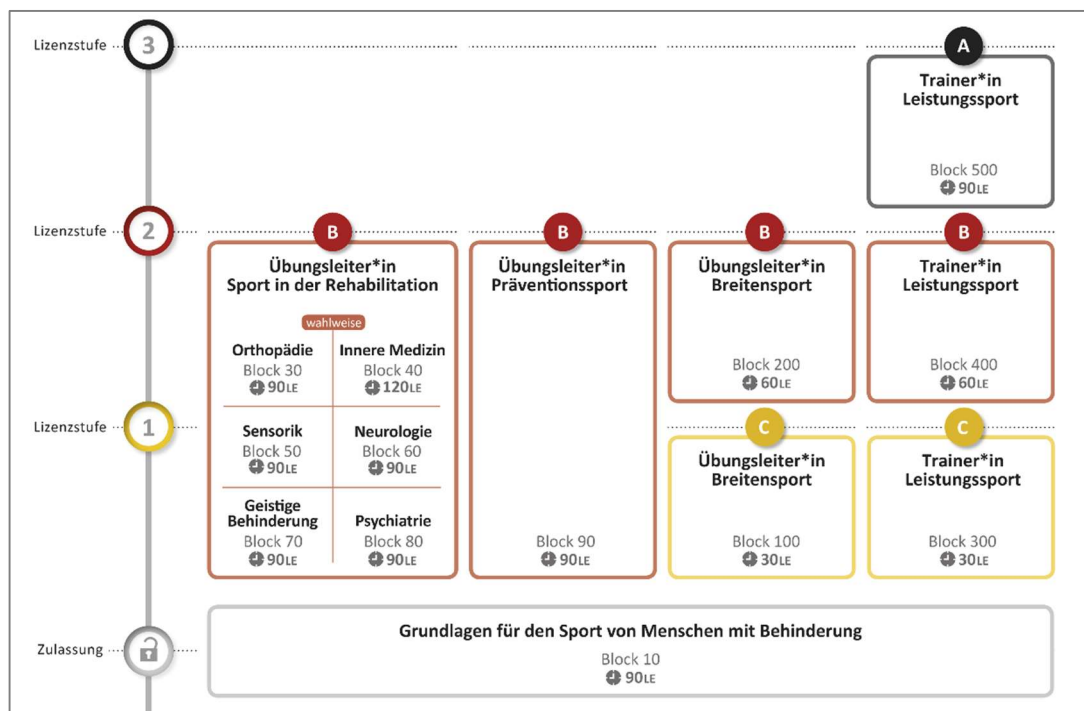 Lizenzstufe
3
A
Trainer*in
Leistungssport
Block 500
90LE
Lizenzstufe
2
B
Übungsleiter*in
Sport in der Rehabilitation
wahlweise
Orthopädie
Block 30
90LE
Innere Medizin
Block 40
120LE
Sensorik
Block 50
90LE
Neurologie
Block 60
90LE
Geistige
Behinderung
Block 70
90LE
Psychiatrie
Block 80
90LE
B
Übungsleiter*in
Präventionssport
Block 90
90LE
B
Übungsleiter*in
Breitensport
Block 200
60LE
B
Trainer*in
Leistungssport
Block 400
60LE
Lizenzstufe
1
C
Übungsleiter*in
Breitensport
Block 100
30LE
C
Trainer*in
Leistungssport
Block 300
30LE
Zulassung
Grundlagen für den Sport von Menschen mit Behinderung
Block 10
90LE